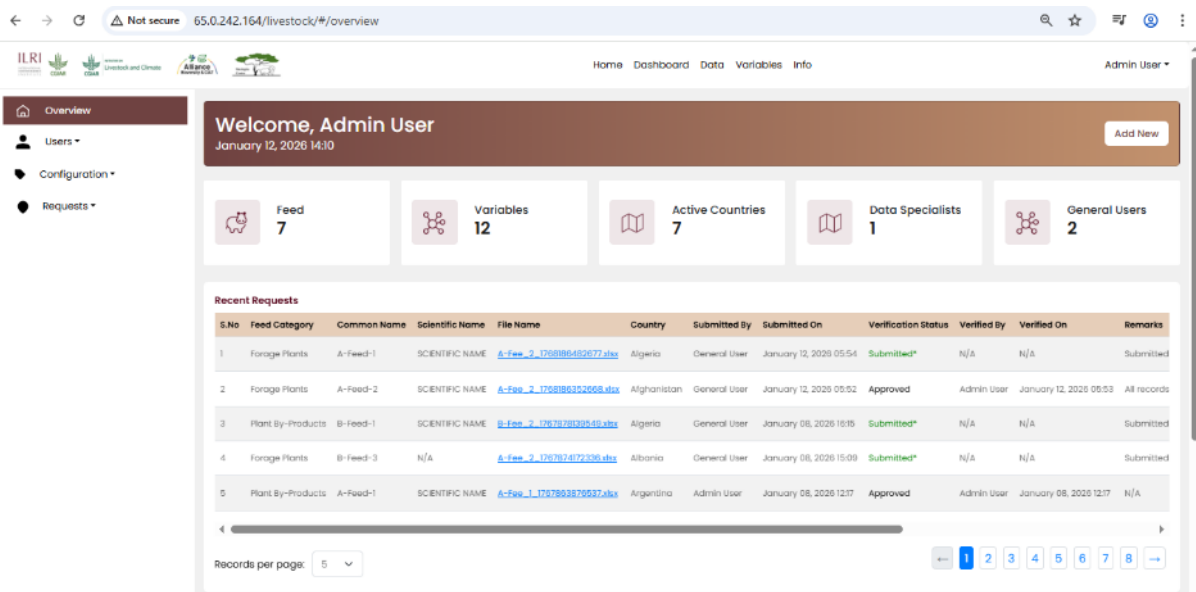 Not secure 65.0.242.164/livestock/#/overview
ILRI
CGIAR
CGIAR
Livestock and Climate
Alliance
Home Dashboard Data Variables Info
Admin User
Overview
Users
Configuration
Requests
Welcome, Admin User
January 12, 2026 14:10
Add New
Feed
7
Variables
12
Active Countries
7
Data Specialists
1
General Users
2
Recent Requests
S.No Feed Category Common Name Scientific Name File Name Country Submitted By Submitted On Verification Status Verified By Verified On Remarks
1 Forage Plants A-Feed-1 SCIENTIFIC NAME A-Fee_2_1768186482677.xlsx Algeria General User January 12, 2026 05:54 Submitted* N/A N/A Submitted
2 Forage Plants A-Feed-2 SCIENTIFIC NAME A-Fee_2_1768186352668.xlsx Afghanistan General User January 12, 2026 05:52 Approved Admin User January 12, 2026 05:53 All records
3 Plant By-Products B-Feed-1 SCIENTIFIC NAME B-Fee_2_1767878139549.xlsx Algeria General User January 08, 2026 16:15 Submitted* N/A N/A Submitted
4 Forage Plants B-Feed-3 N/A A-Fee_2_1767874172336.xlsx Albania General User January 08, 2026 15:09 Submitted* N/A N/A Submitted
5 Plant By-Products A-Feed-1 SCIENTIFIC NAME A-Fee_1_1767863876537.xlsx Argentina Admin User January 08, 2026 12:17 Approved Admin User January 08, 2026 12:17 N/A
Records per page: 5
← 1 2 3 4 5 6 7 8 →